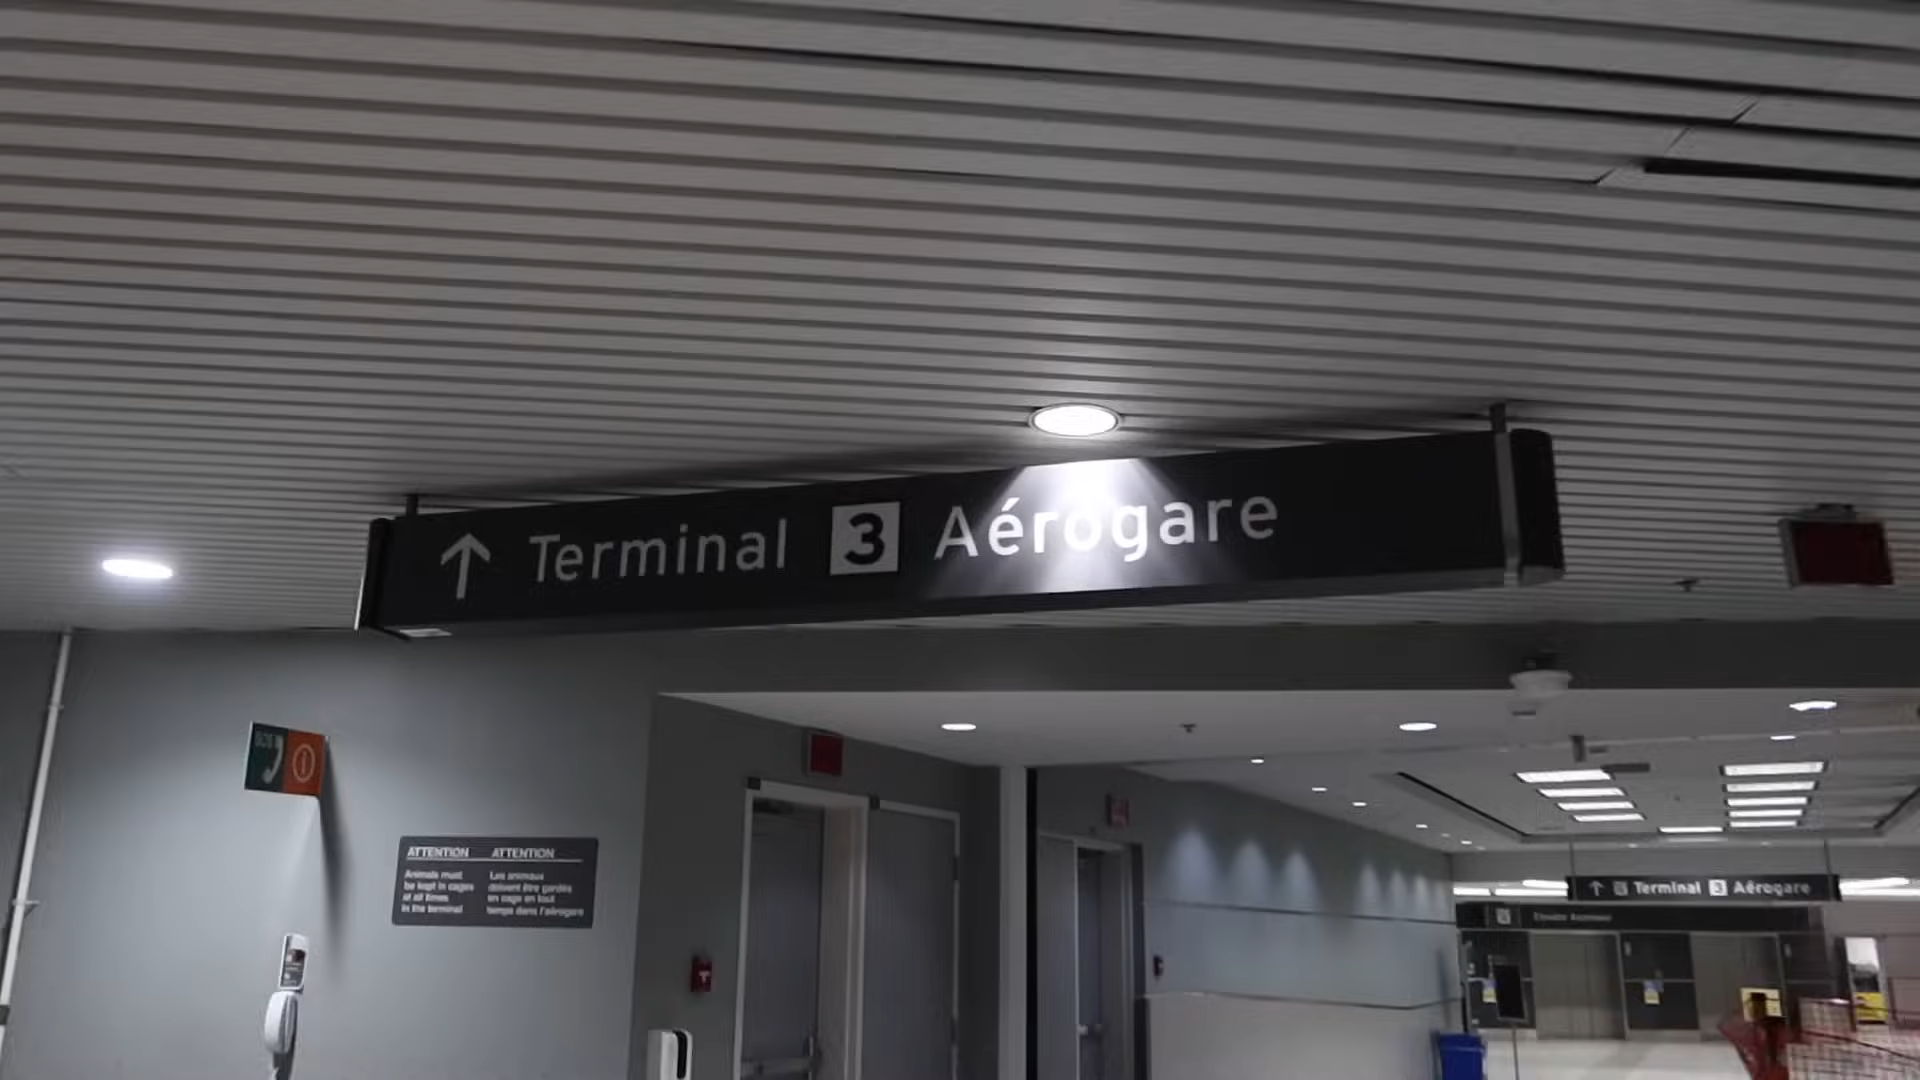 ↑ Terminal 3 Aérogare
SOS
ATTENTION ATTENTION
Animals must Les animaux
be kept in cages doivent être gardés
at all times en cage en tout
in the terminal temps dans l'aérogare
↑ Terminal 3 Aérogare